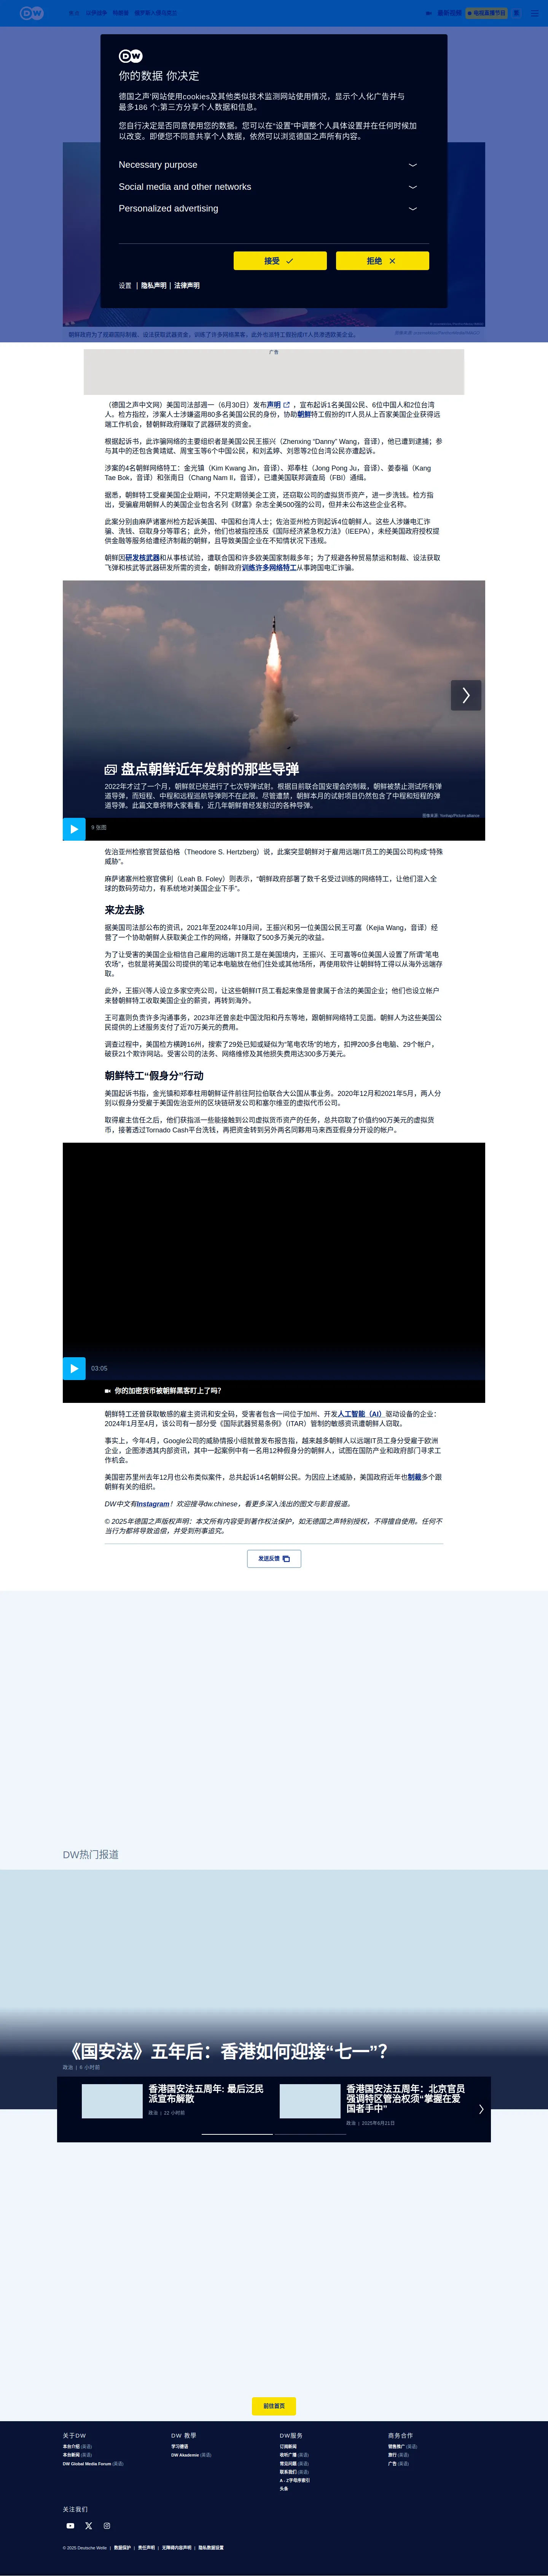 DW
你的数据 你决定
德国之声'网站使用cookies及其他类似技术监测网站使用情况，显示个人化广告并与
最多186 个;第三方分享个人数据和信息。
您自行决定是否同意使用您的数据。您可以在“设置”中调整个人具体设置并在任何时候加
以改变。即便您不同意共享个人数据，依然可以浏览德国之声所有内容。
Necessary purpose
Social media and other networks
Personalized advertising
接受
拒绝
设置 | 隐私声明 | 法律声明
朝鲜政府为了规避国际制裁、设法获取武器资金，训练了许多网络黑客，此外也派特工假扮成IT人员渗透欧美企业。
广告
（德国之声中文网）美国司法部週一（6月30日）发布声明 ，宣布起诉1名美国公民、6位中国人和2位台湾
人。检方指控，涉案人士涉嫌盗用80多名美国公民的身份，协助朝鲜特工假扮的IT人员从上百家美国企业获得远
端工作机会，替朝鲜政府赚取了武器研发的资金。
根据起诉书，此诈骗网络的主要组织者是美国公民王振兴（Zhenxing “Danny” Wang，音译），他已遭到逮捕；参
与其中的还包含黄靖斌、周宝玉等6个中国公民，和刘孟婷、刘恩等2位台湾公民亦遭起诉。
涉案的4名朝鲜网络特工：金光镇（Kim Kwang Jin，音译）、郑奉柱（Jong Pong Ju，音译）、姜泰福（Kang
Tae Bok，音译）和张南日（Chang Nam Il，音译），已遭美国联邦调查局（FBI）通缉。
据悉，朝鲜特工受雇美国企业期间，不只定期领美企工资，还窃取公司的虚拟货币资产，进一步洗钱。检方指
出，受骗雇用朝鲜人的美国企业包含名列《财富》杂志全美500强的公司，但并未公布这些企业名称。
此案分别由麻萨诸塞州检方起诉美国、中国和台湾人士；佐治亚州检方则起诉4位朝鲜人。这些人涉嫌电汇诈
骗、洗钱、窃取身分等罪名；此外，他们也被指控违反《国际经济紧急权力法》（IEEPA），未经美国政府授权提
供金融等服务给遭经济制裁的朝鲜，且导致美国企业在不知情状况下违规。
朝鲜因研发核武器和从事核试验，遭联合国和许多欧美国家制裁多年；为了规避各种贸易禁运和制裁、设法获取
飞弹和核武等武器研发所需的资金，朝鲜政府训练许多网络特工从事跨国电汇诈骗。
盘点朝鲜近年发射的那些导弹
2022年才过了一个月，朝鲜就已经进行了七次导弹试射。根据目前联合国安理会的制裁，朝鲜被禁止测试所有弹
道导弹，而短程、中程和远程巡航导弹则不在此限。尽管遭禁，朝鲜本月的试射项目仍然包含了中程和短程的弹
道导弹。此篇文章将带大家看看，近几年朝鲜曾经发射过的各种导弹。
图像来源: Yonhap/Picture-alliance
9 张图
佐治亚州检察官贺兹伯格（Theodore S. Hertzberg）说，此案突显朝鲜对于雇用远端IT员工的美国公司构成“特殊
威胁”。
麻萨诸塞州检察官佛利（Leah B. Foley）则表示，“朝鲜政府部署了数千名受过训练的网络特工，让他们混入全
球的数码劳动力，有系统地对美国企业下手”。
来龙去脉
据美国司法部公布的资讯，2021年至2024年10月间，王振兴和另一位美国公民王可嘉（Kejia Wang，音译）经
营了一个协助朝鲜人获取美企工作的网络，并赚取了500多万美元的收益。
为了让受害的美国企业相信自己雇用的远端IT员工是在美国境内，王振兴、王可嘉等6位美国人设置了所谓“笔电
农场”，也就是将美国公司提供的笔记本电脑放在他们住处或其他场所，再使用软件让朝鲜特工得以从海外远端存
取。
此外，王振兴等人设立多家空壳公司，让这些朝鲜IT员工看起来像是曾隶属于合法的美国企业；他们也设立帐户
来替朝鲜特工收取美国企业的薪资，再转到海外。
王可嘉则负责许多沟通事务，2023年还曾亲赴中国沈阳和丹东等地，跟朝鲜网络特工见面。朝鲜人为这些美国公
民提供的上述服务支付了近70万美元的费用。
调查过程中，美国检方横跨16州，搜索了29处已知或疑似为“笔电农场”的地方，扣押200多台电脑、29个帐户，
破获21个欺诈网站。受害公司的法务、网络维修及其他损失费用达300多万美元。
朝鲜特工“假身分”行动
美国起诉书指，金光镇和郑奉柱用朝鲜证件前往阿拉伯联合大公国从事业务。2020年12月和2021年5月，两人分
别以假身分受雇于美国佐治亚州的区块链研发公司和塞尔维亚的虚拟代币公司。
取得雇主信任之后，他们获指派一些能接触到公司虚拟货币资产的任务，总共窃取了价值约90万美元的虚拟货
币，接著透过Tornado Cash平台洗钱，再把资金转到另外两名同夥用马来西亚假身分开设的帐户。
03:05
你的加密货币被朝鲜黑客盯上了吗？
朝鲜特工还曾获取敏感的雇主资讯和安全码，受害者包含一间位于加州、开发人工智能（AI）驱动设备的企业：
2024年1月至4月，该公司有一部分受《国际武器贸易条例》（ITAR）管制的敏感资讯遭朝鲜人窃取。
事实上，今年4月，Google公司的威胁情报小组就曾发布报告指，越来越多朝鲜人以远端IT员工身分受雇于欧洲
企业，企图渗透其内部资讯，其中一起案例中有一名用12种假身分的朝鲜人，试图在国防产业和政府部门寻求工
作机会。
美国密苏里州去年12月也公布类似案件，总共起诉14名朝鲜公民。为因应上述威胁，美国政府近年也制裁多个跟
朝鲜有关的组织。
DW中文有Instagram！欢迎搜寻dw.chinese，看更多深入浅出的图文与影音报道。
© 2025年德国之声版权声明：本文所有内容受到著作权法保护，如无德国之声特别授权，不得擅自使用。任何不
当行为都将导致追偿，并受到刑事追究。
发送反馈
DW热门报道
《国安法》五年后：香港如何迎接“七一”？
政治 | 6 小时前
香港国安法五周年: 最后泛民
派宣布解散
政治 | 22 小时前
香港国安法五周年：北京官员
强调特区管治权须“掌握在爱
国者手中”
政治 | 2025年6月21日
前往首页
关于DW
本台介绍 (英语)
本台新闻 (英语)
DW Global Media Forum (英语)
DW 教學
学习德语
DW Akademie (英语)
DW服务
订阅新闻
收听广播 (英语)
常见问题 (英语)
联系我们 (英语)
A - Z字母序索引
头条
商务合作
销售推广 (英语)
旅行 (英语)
广告 (英语)
关注我们
© 2025 Deutsche Welle | 数据保护 | 责任声明 | 无障碍内容声明 | 隐私数据设置